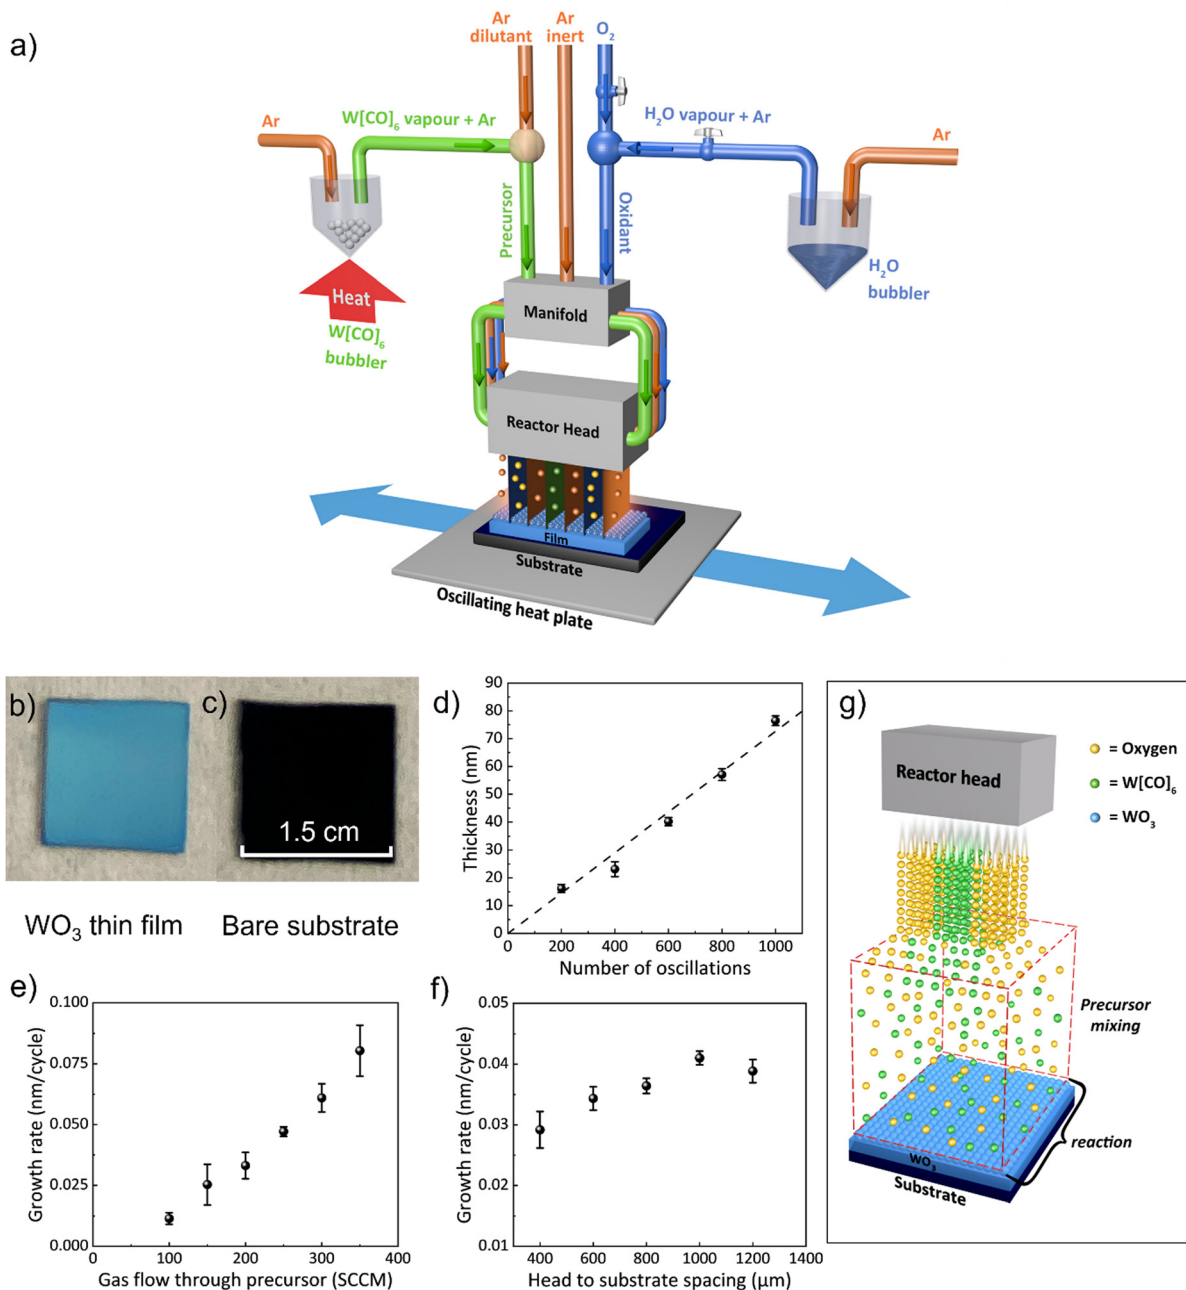 a)
Ar
dilutant
Ar
inert
O₂
Ar
W[CO]₆ vapour + Ar
H₂O vapour + Ar
Ar
Precursor
Oxidant
Heat
W[CO]₆
bubbler
H₂O
bubbler
Manifold
Reactor Head
Film
Substrate
Oscillating heat plate
b)
c)
1.5 cm
WO₃ thin film
Bare substrate
d)
Thickness (nm)
90
80
70
60
50
40
30
20
10
0
0
200
400
600
800
1000
Number of oscillations
e)
Growth rate (nm/cycle)
0.100
0.075
0.050
0.025
0.000
0
100
200
300
400
Gas flow through precursor (SCCM)
f)
Growth rate (nm/cycle)
0.05
0.04
0.03
0.02
0.01
400
600
800
1000
1200
1400
Head to substrate spacing (µm)
g)
Reactor head
= Oxygen
= W[CO]₆
= WO₃
Precursor
mixing
reaction
WO₃
Substrate